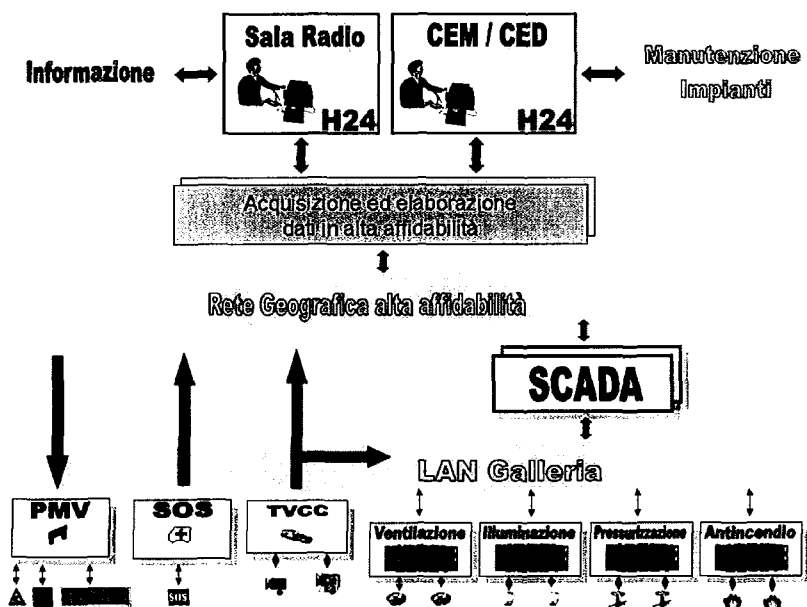 Sala Radio
H24
CEM / CED
H24
Informazione
Manutenzione
Impianti
Acquisizione ed elaborazione
dati in alta affidabilità
Rete Geografica alta affidabilità
SCADA
LAN Galleria
PMV
SOS
TVCC
Ventilazione
Illuminazione
Pressurizzazione
Antincendio
SOS